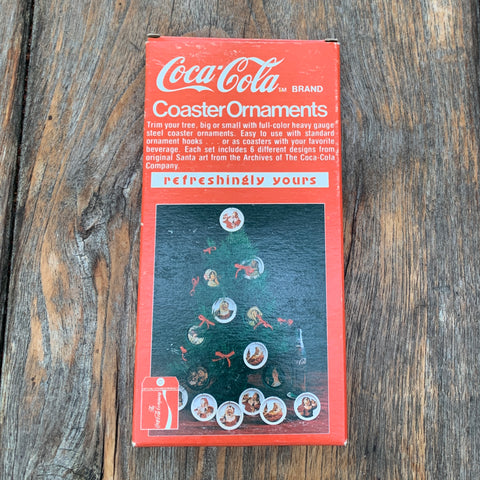 Coca-Cola SM BRAND
Coaster Ornaments
Trim your tree, big or small with full-color heavy gauge
steel coaster ornaments. Easy to use with standard
ornament hooks . . . or as coasters with your favorite
beverage. Each set includes 6 different designs from
original Santa art from the Archives of The Coca-Cola
Company.
refreshingly yours